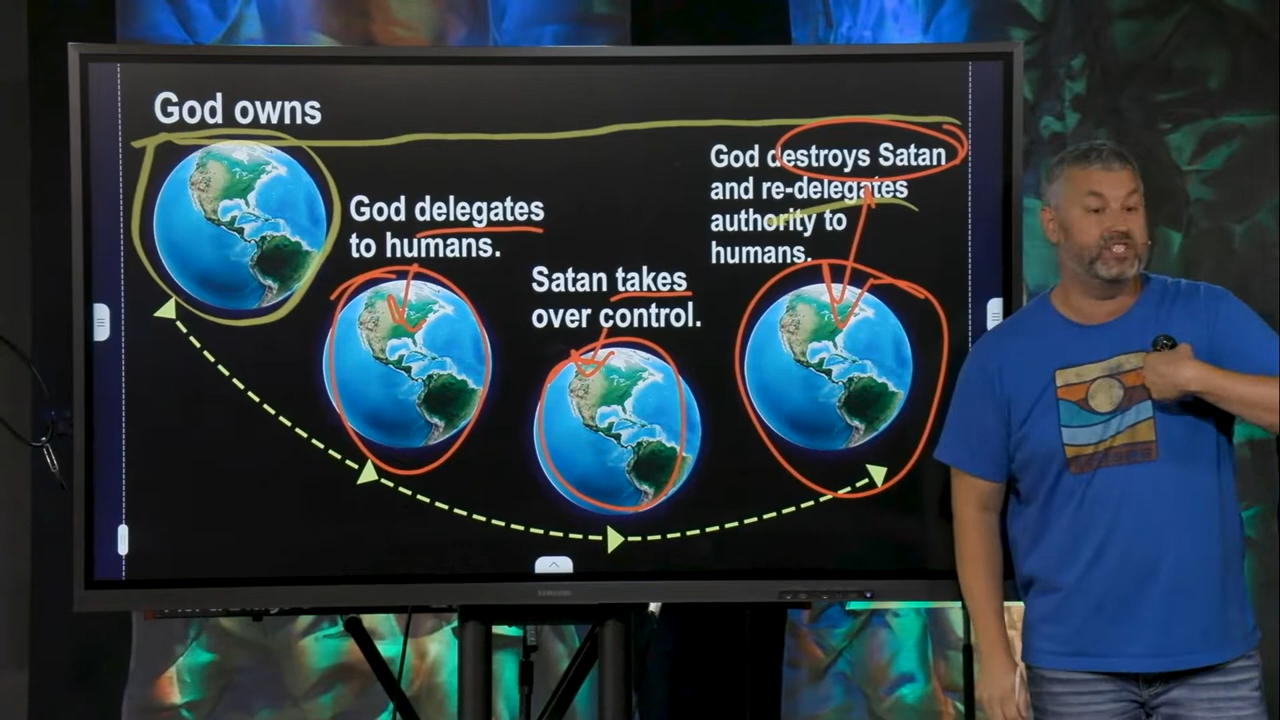 God owns
God delegates
to humans.
Satan takes
over control.
God destroys Satan
and re-delegates
authority to
humans.
SAMSUNG